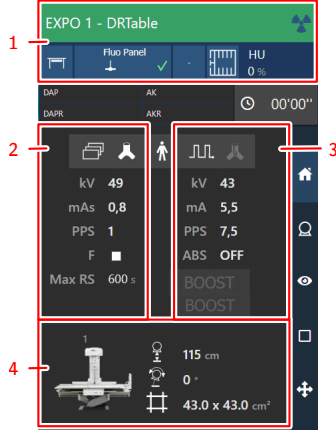 EXPO 1 - DRTable
1
Fluo Panel
HU
0 %
DAP AK
00'00''
DAPR AKR
2
3
kV 49
mAs 0,8
PPS 1
F
Max RS 600 s
kV 43
mA 5,5
PPS 7,5
ABS OFF
BOOST
BOOST
4
1
115 cm
0 °
43.0 x 43.0 cm²